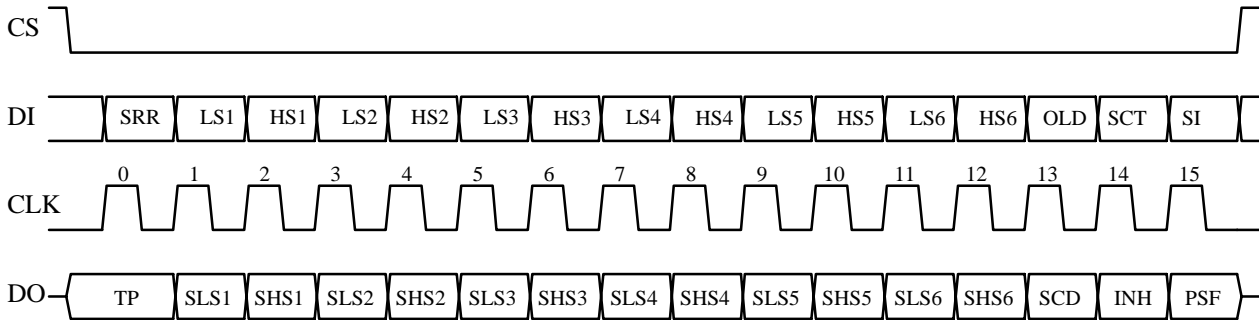 CS
DI SRR LS1 HS1 LS2 HS2 LS3 HS3 LS4 HS4 LS5 HS5 LS6 HS6 OLD SCT SI
0 1 2 3 4 5 6 7 8 9 10 11 12 13 14 15
CLK
DO TP SLS1 SHS1 SLS2 SHS2 SLS3 SHS3 SLS4 SHS4 SLS5 SHS5 SLS6 SHS6 SCD INH PSF